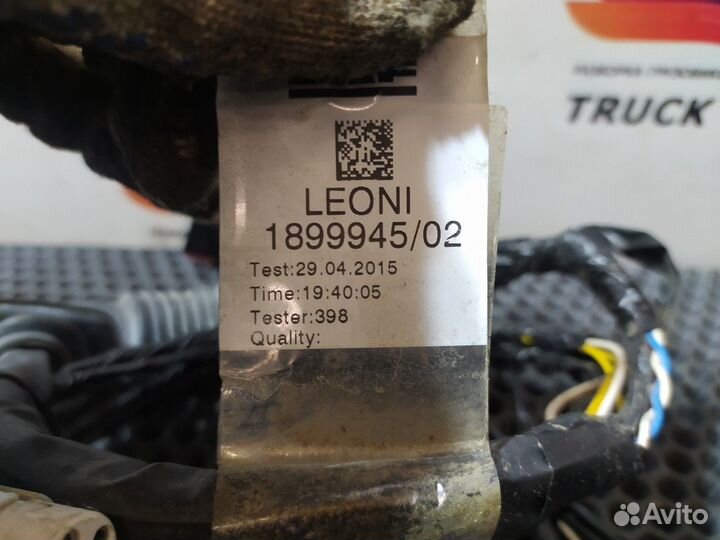 TRUCK
LEONI
1899945/02
Test:29.04.2015
Time:19:40:05
Tester:398
Quality:
Avito